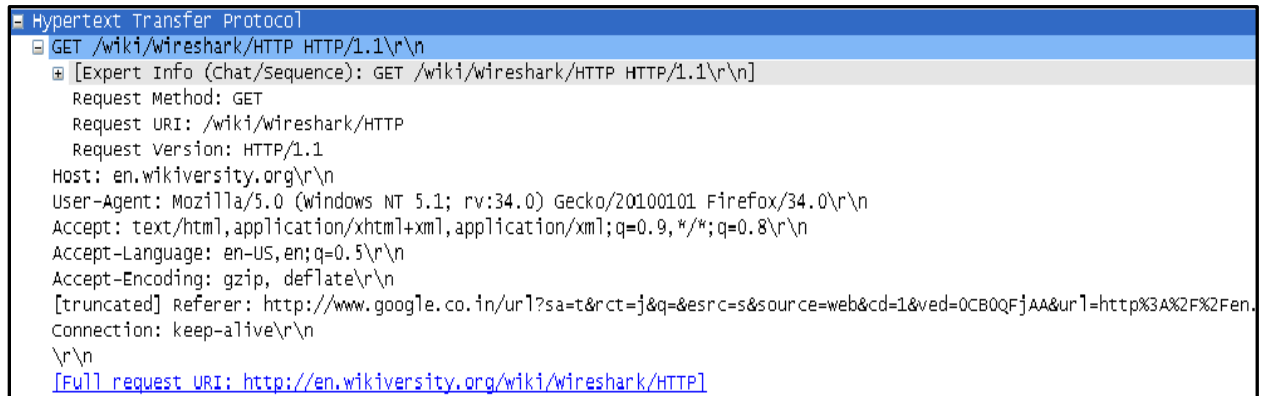 Hypertext Transfer Protocol
GET /wiki/Wireshark/HTTP HTTP/1.1\r\n
[Expert Info (Chat/Sequence): GET /wiki/Wireshark/HTTP HTTP/1.1\r\n]
Request Method: GET
Request URI: /wiki/Wireshark/HTTP
Request Version: HTTP/1.1
Host: en.wikiversity.org\r\n
User-Agent: Mozilla/5.0 (Windows NT 5.1; rv:34.0) Gecko/20100101 Firefox/34.0\r\n
Accept: text/html,application/xhtml+xml,application/xml;q=0.9,*/*;q=0.8\r\n
Accept-Language: en-US,en;q=0.5\r\n
Accept-Encoding: gzip, deflate\r\n
[truncated] Referer: http://www.google.co.in/url?sa=t&rct=j&q=&esrc=s&source=web&cd=1&ved=0CB0QFjAA&url=http%3A%2F%2Fen.
Connection: keep-alive\r\n
\r\n
[Full request URI: http://en.wikiversity.org/wiki/Wireshark/HTTP]